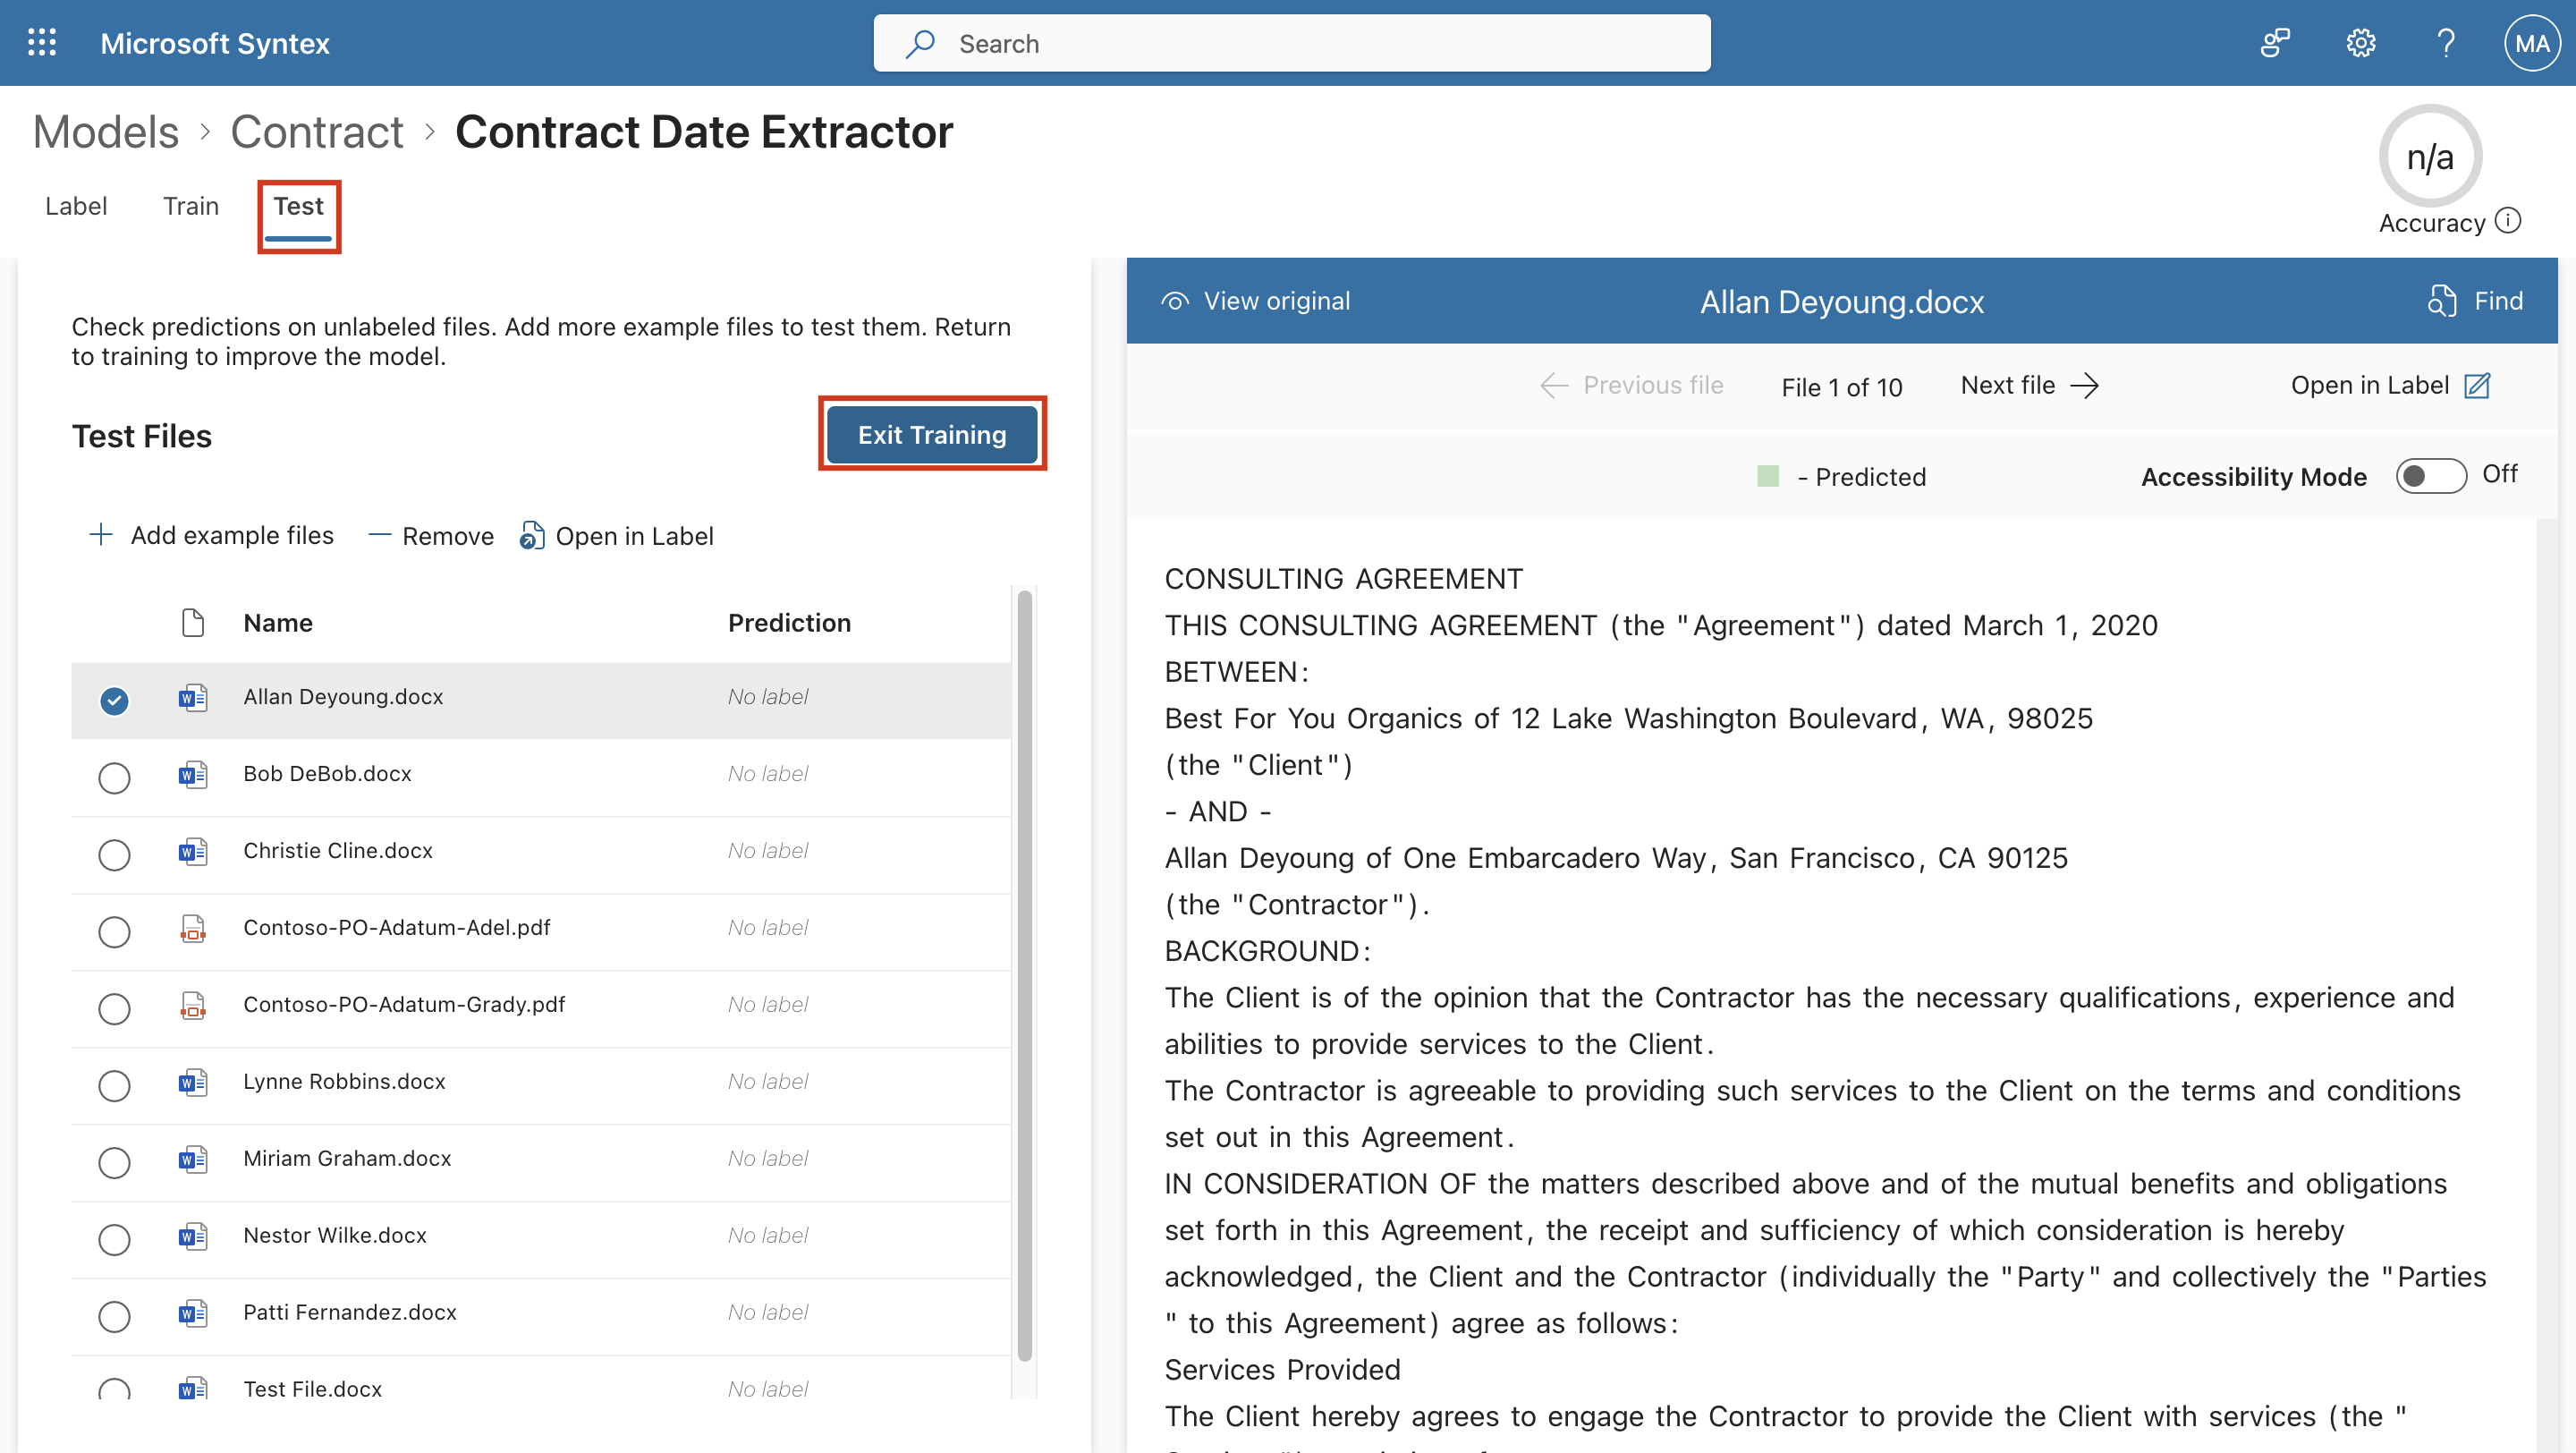 Microsoft Syntex
Search
MA
Models > Contract > Contract Date Extractor
n/a
Accuracy
Label
Train
Test
Check predictions on unlabeled files. Add more example files to test them. Return
to training to improve the model.
Test Files
Exit Training
+ Add example files
— Remove
Open in Label
Name
Prediction
Allan Deyoung.docx No label
Bob DeBob.docx No label
Christie Cline.docx No label
Contoso-PO-Adatum-Adel.pdf No label
Contoso-PO-Adatum-Grady.pdf No label
Lynne Robbins.docx No label
Miriam Graham.docx No label
Nestor Wilke.docx No label
Patti Fernandez.docx No label
Test File.docx No label
View original
Allan Deyoung.docx
Find
Previous file
File 1 of 10
Next file
Open in Label
- Predicted
Accessibility Mode
Off
CONSULTING AGREEMENT
THIS CONSULTING AGREEMENT (the "Agreement") dated March 1, 2020
BETWEEN:
Best For You Organics of 12 Lake Washington Boulevard, WA, 98025
(the "Client")
- AND -
Allan Deyoung of One Embarcadero Way, San Francisco, CA 90125
(the "Contractor").
BACKGROUND:
The Client is of the opinion that the Contractor has the necessary qualifications, experience and
abilities to provide services to the Client.
The Contractor is agreeable to providing such services to the Client on the terms and conditions
set out in this Agreement.
IN CONSIDERATION OF the matters described above and of the mutual benefits and obligations
set forth in this Agreement, the receipt and sufficiency of which consideration is hereby
acknowledged, the Client and the Contractor (individually the "Party" and collectively the "Parties
" to this Agreement) agree as follows:
Services Provided
The Client hereby agrees to engage the Contractor to provide the Client with services (the "